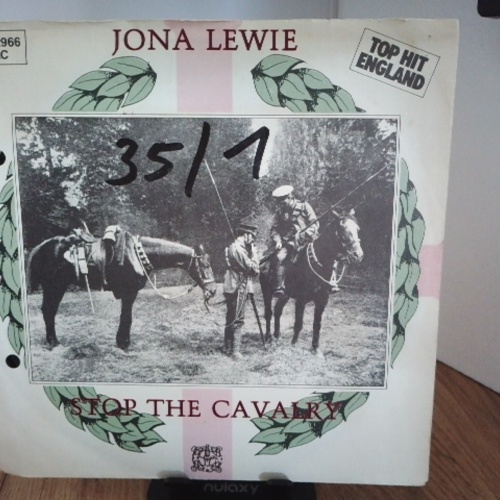 JONA LEWIE
TOP HIT
ENGLAND
966
C
35/1
STOP THE CAVALRY
nulaxy